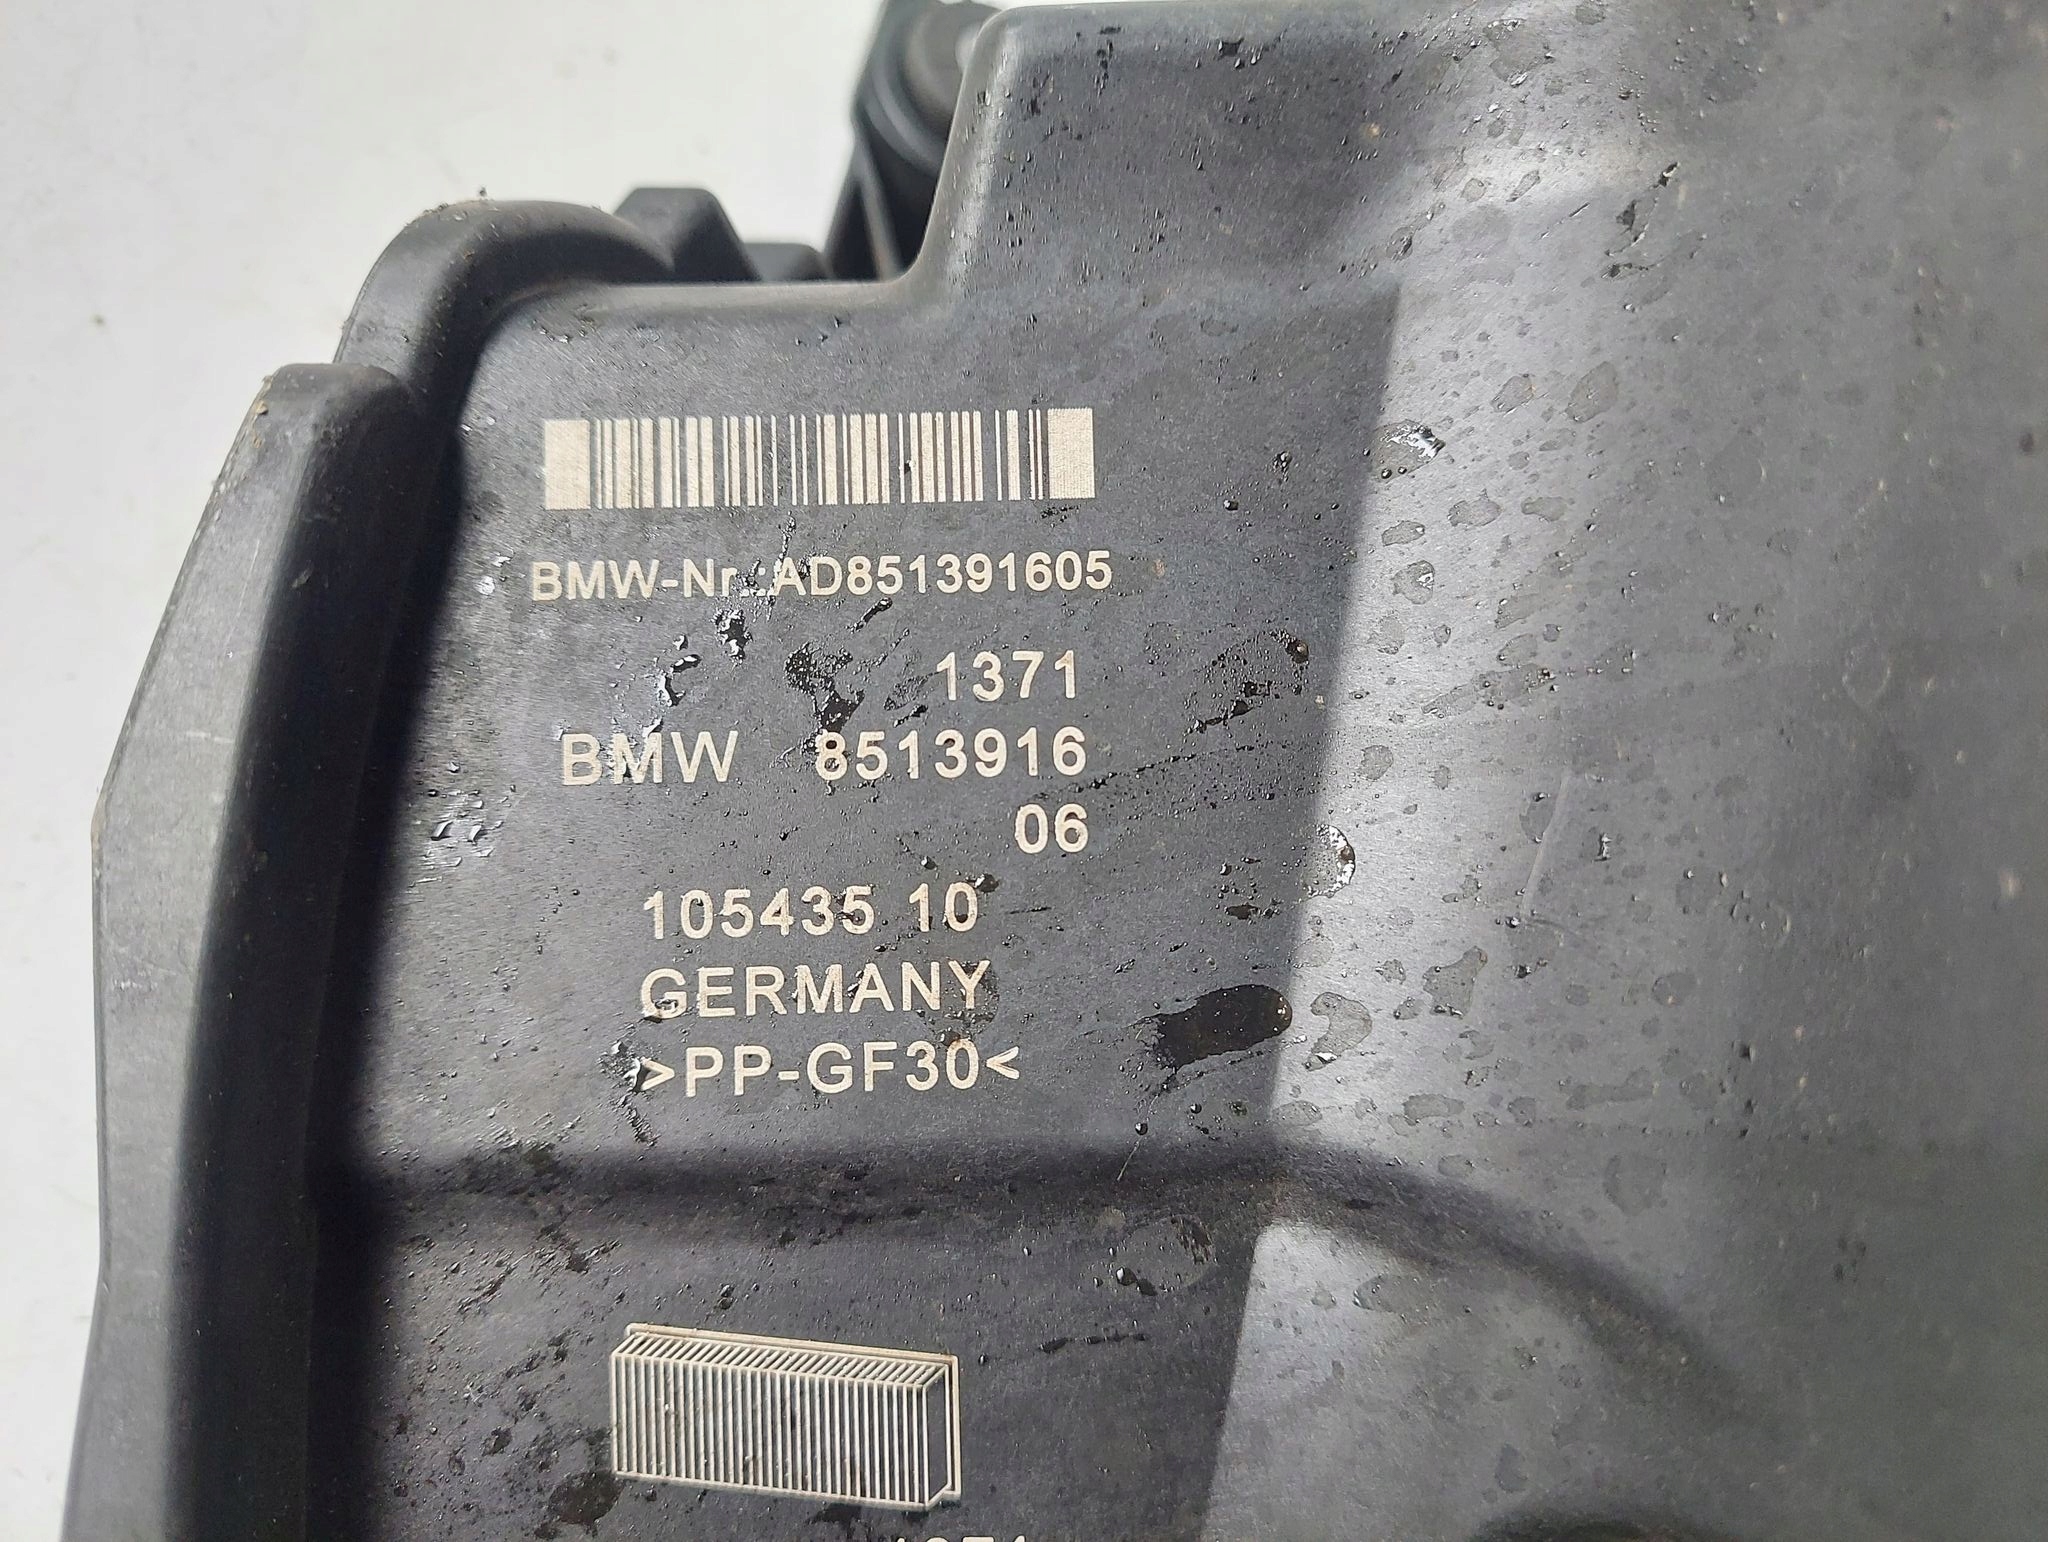 BMW-Nr.:AD851391605
1371
BMW 8513916
06
105435 10
GERMANY
>PP-GF30<